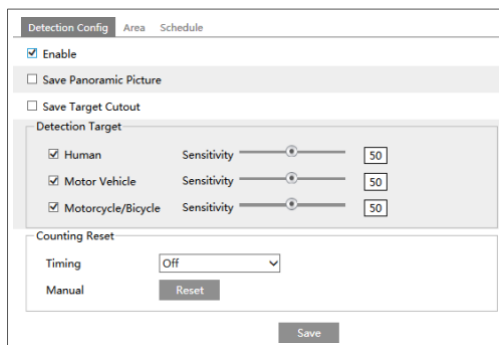 Detection Config Area Schedule
Enable
Save Panoramic Picture
Save Target Cutout
Detection Target
Human Sensitivity 50
Motor Vehicle Sensitivity 50
Motorcycle/Bicycle Sensitivity 50
Counting Reset
Timing Off
Manual Reset
Save